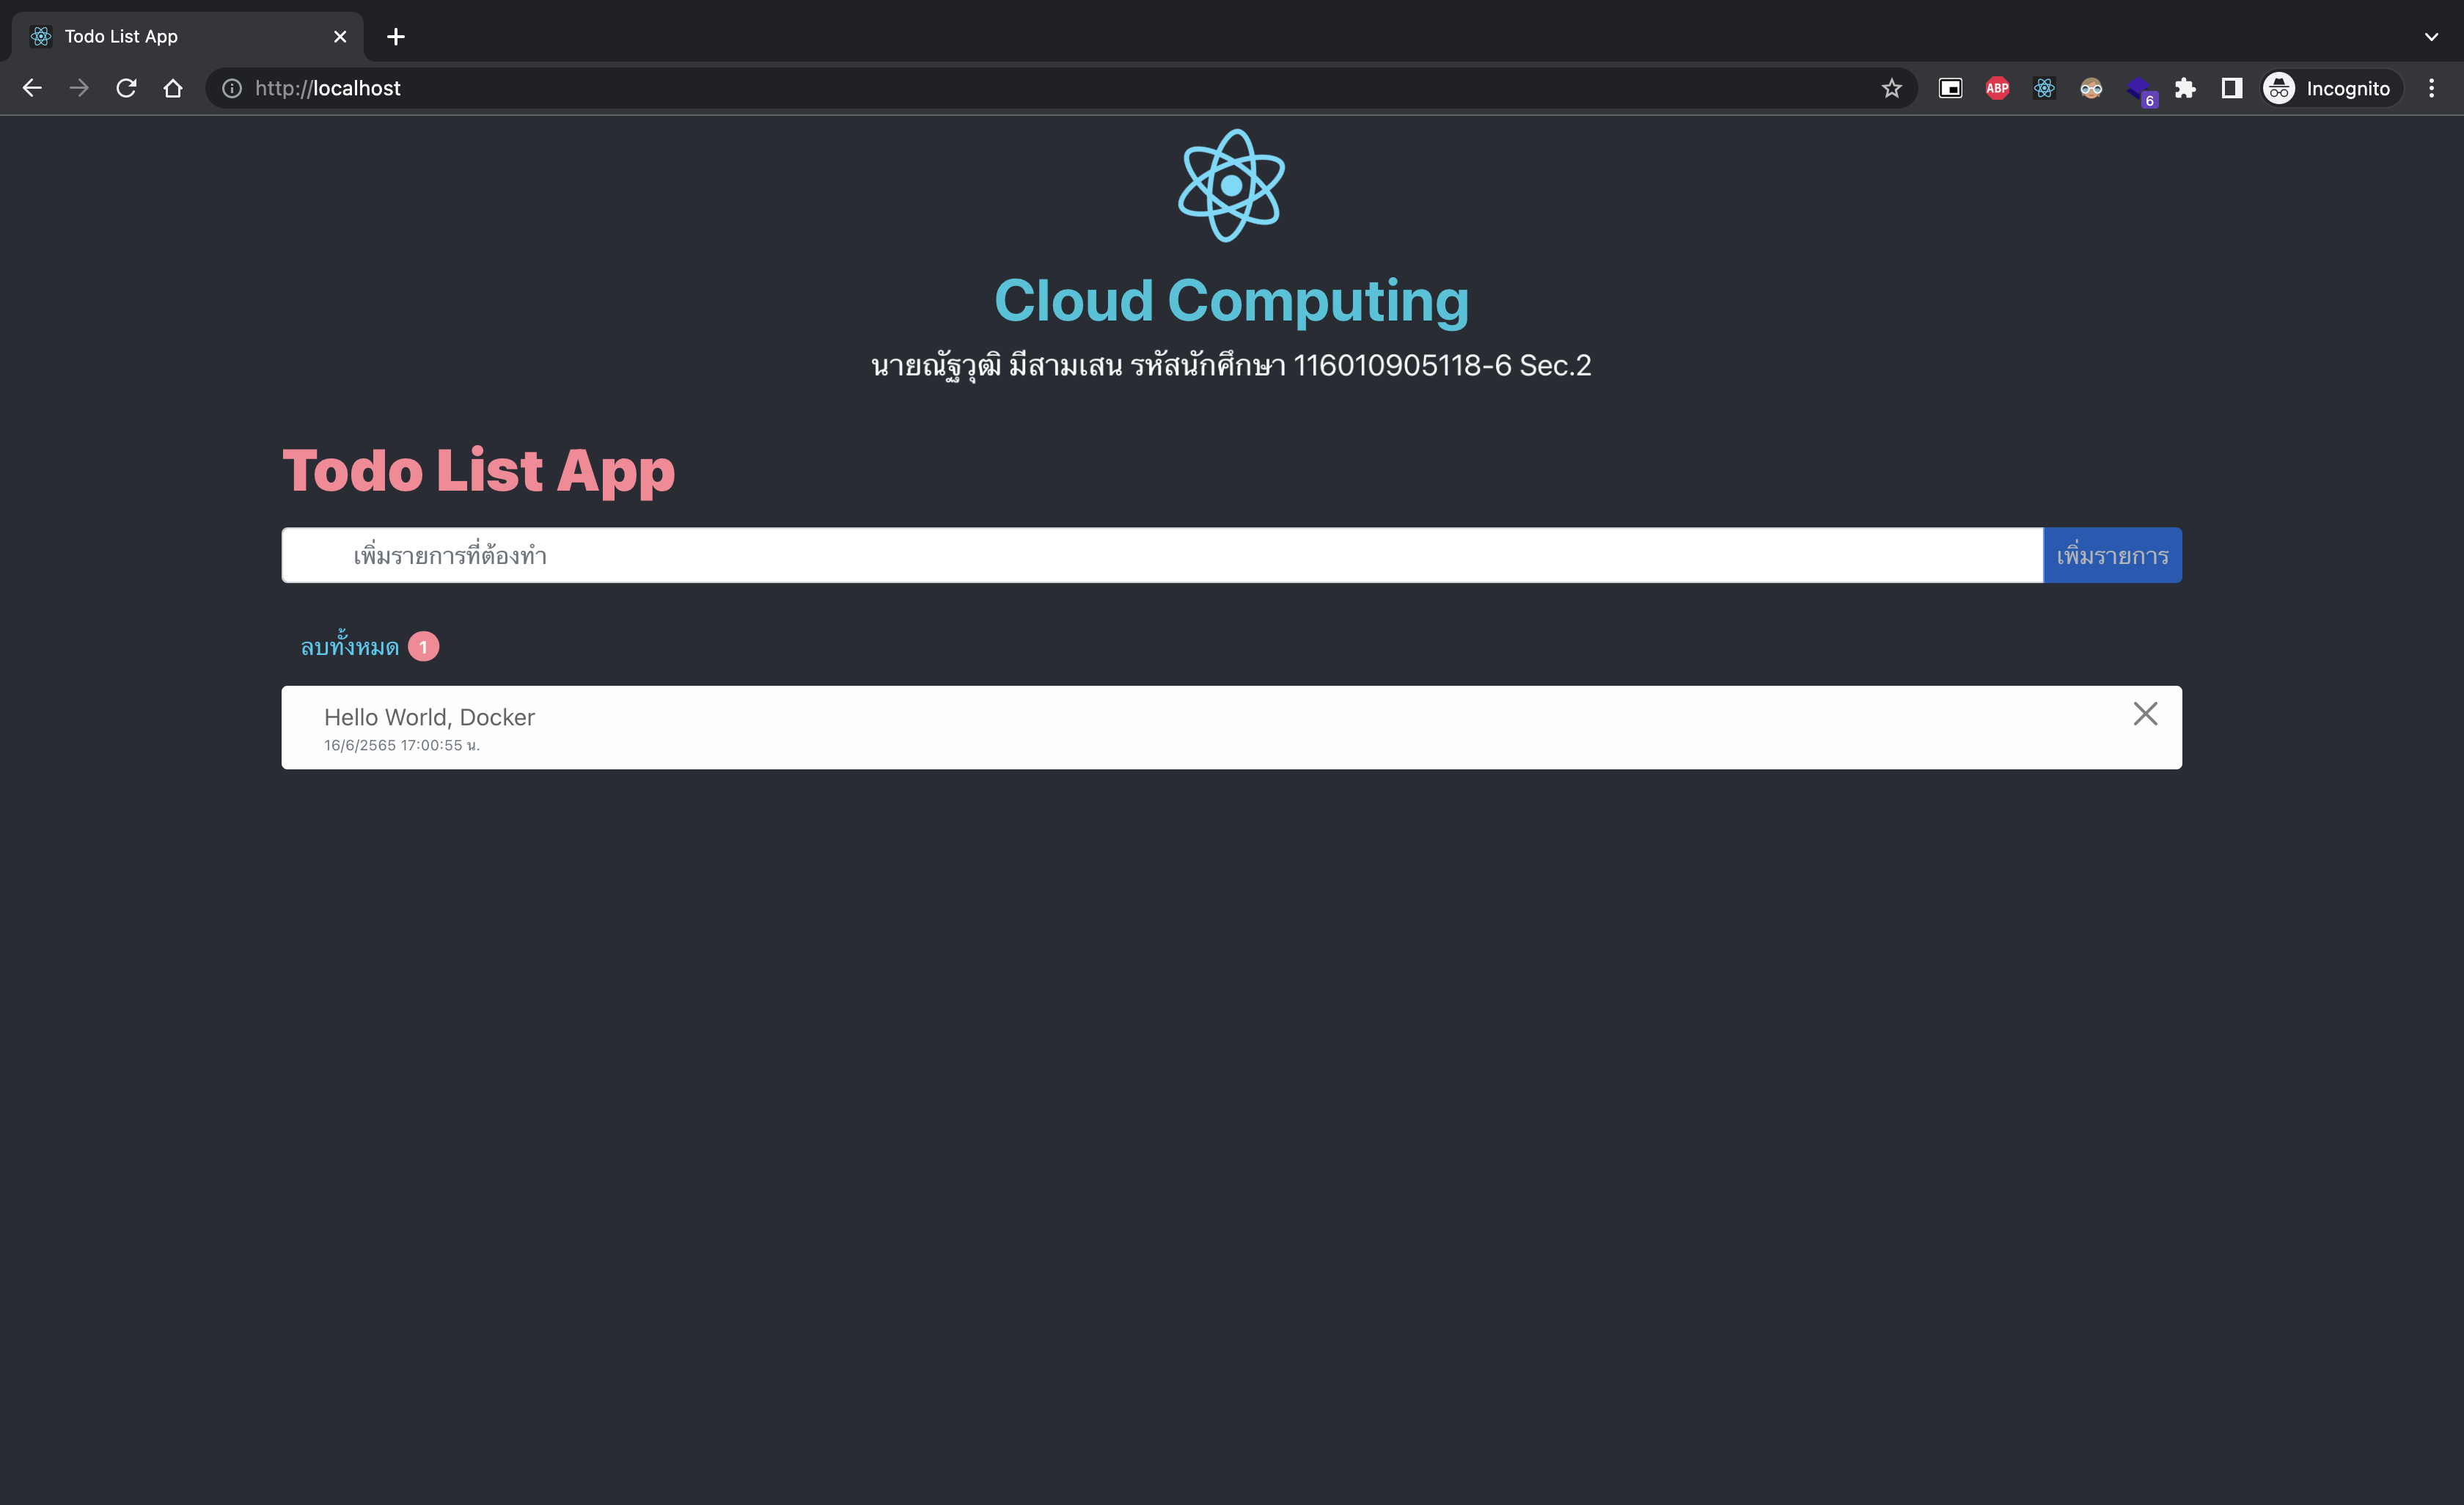 Todo List App
http://localhost
ABP
6
Incognito
Cloud Computing
นายณัฐวุฒิ มีสามเสน รหัสนักศึกษา 116010905118-6 Sec.2
Todo List App
เพิ่มรายการที่ต้องทำ
เพิ่มรายการ
ลบทั้งหมด 1
Hello World, Docker
16/6/2565 17:00:55 น.